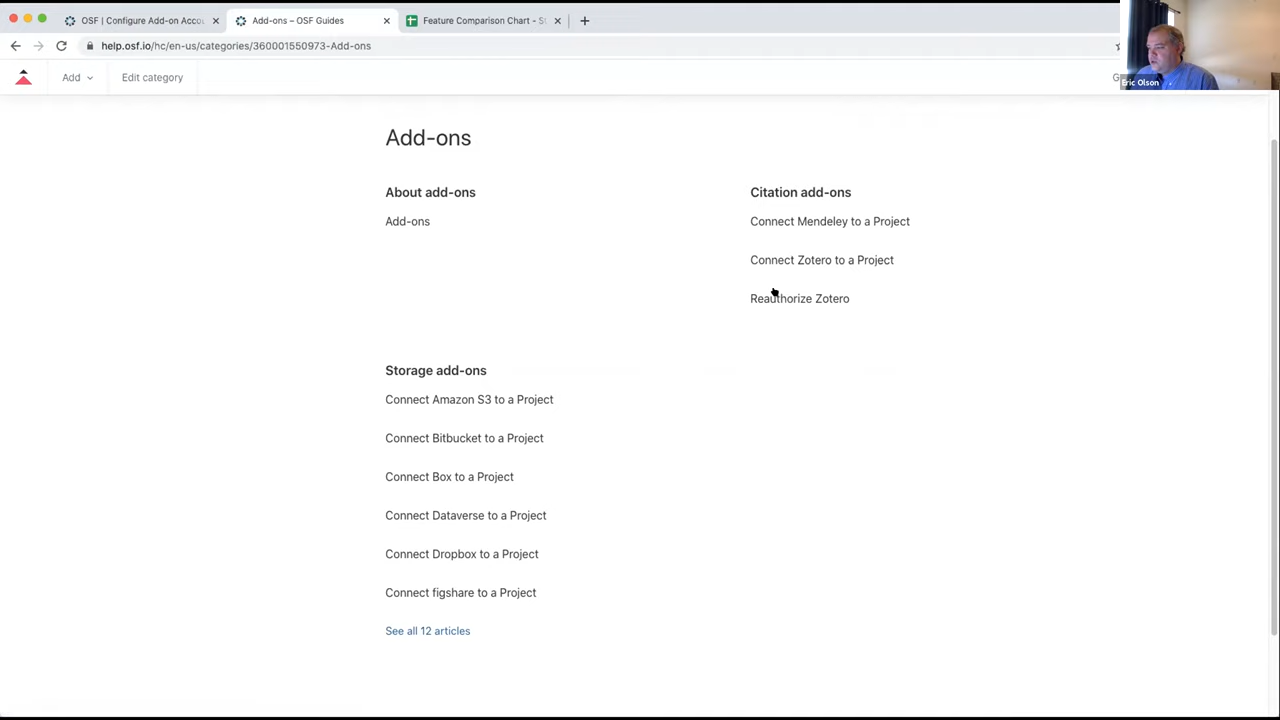 OSF | Configure Add-on Accou
Add-ons – OSF Guides
Feature Comparison Chart - S
help.osf.io/hc/en-us/categories/360001550973-Add-ons
Add
Edit category
G
Eric Olson
Add-ons
About add-ons
Add-ons
Citation add-ons
Connect Mendeley to a Project
Connect Zotero to a Project
Reauthorize Zotero
Storage add-ons
Connect Amazon S3 to a Project
Connect Bitbucket to a Project
Connect Box to a Project
Connect Dataverse to a Project
Connect Dropbox to a Project
Connect figshare to a Project
See all 12 articles